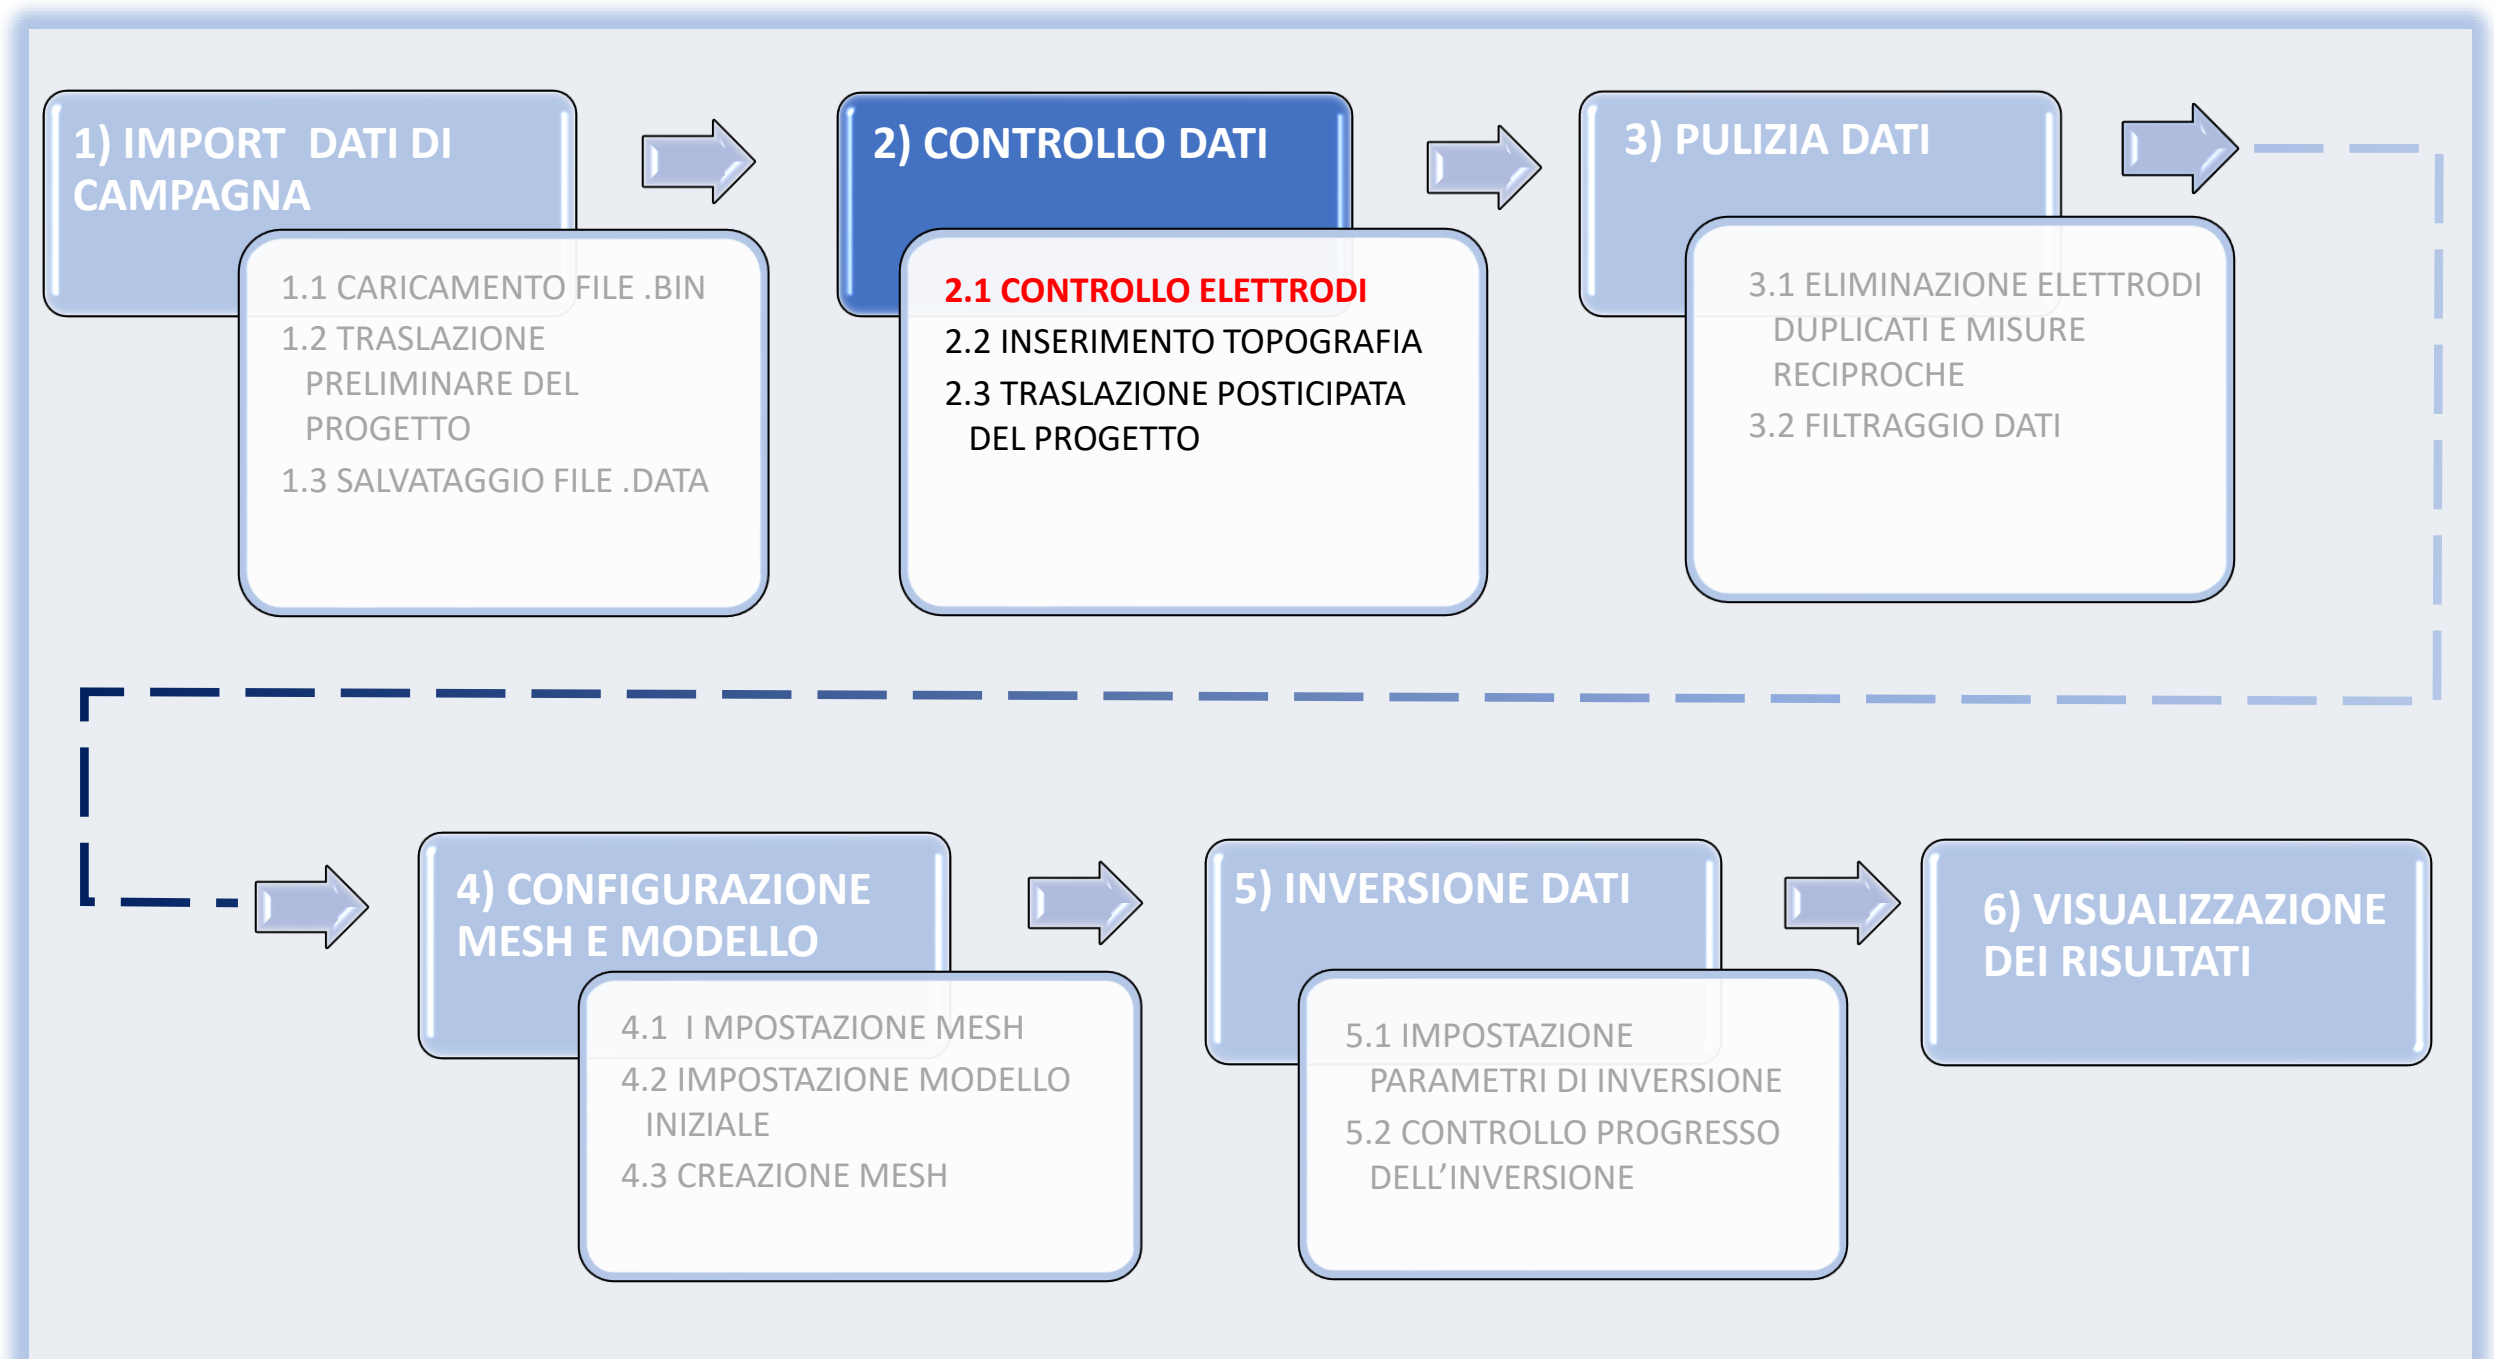 1) IMPORT  DATI DI
CAMPAGNA
1.1 CARICAMENTO FILE .BIN
1.2 TRASLAZIONE
PRELIMINARE DEL
PROGETTO
1.3 SALVATAGGIO FILE .DATA
2) CONTROLLO DATI
2.1 CONTROLLO ELETTRODI
2.2 INSERIMENTO TOPOGRAFIA
2.3 TRASLAZIONE POSTICIPATA
DEL PROGETTO
3) PULIZIA DATI
3.1 ELIMINAZIONE ELETTRODI
DUPLICATI E MISURE
RECIPROCHE
3.2 FILTRAGGIO DATI
4) CONFIGURAZIONE
MESH E MODELLO
4.1  I MPOSTAZIONE MESH
4.2 IMPOSTAZIONE MODELLO
INIZIALE
4.3 CREAZIONE MESH
5) INVERSIONE DATI
5.1 IMPOSTAZIONE
PARAMETRI DI INVERSIONE
5.2 CONTROLLO PROGRESSO
DELL’INVERSIONE
6) VISUALIZZAZIONE
DEI RISULTATI